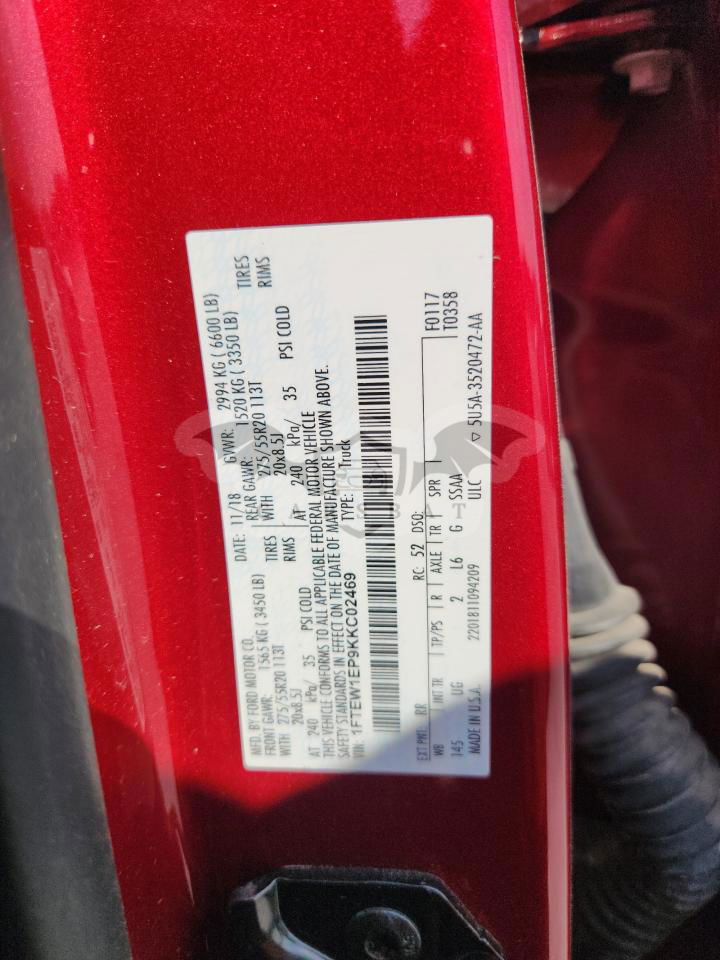 MFD. BY FORD MOTOR CO.
DATE: 11/18 GVWR: 2994 KG ( 6600 LB)
FRONT GAWR: 1565 KG ( 3450 LB) REAR GAWR: 1520 KG ( 3350 LB)
WITH 275/55R20 113T TIRES WITH 275/55R20 113T TIRES
20x8.5J RIMS 20x8.5J RIMS
AT 240 kPa/ 35 PSI COLD AT 240 kPa/ 35 PSI COLD
THIS VEHICLE CONFORMS TO ALL APPLICABLE FEDERAL MOTOR VEHICLE
SAFETY STANDARDS IN EFFECT ON THE DATE OF MANUFACTURE SHOWN ABOVE.
VIN: 1FTEW1EP9KKC02469 TYPE: Truck
EXT PNT: RR RC: 52 DSO: F0117
WB INT TR TP/PS R AXLE TR SPR T0358
145 UG 2 L6 G SSAA
MADE IN U.S.A. 2201811094209 ULC ▽ 5U5A-3520472-AA